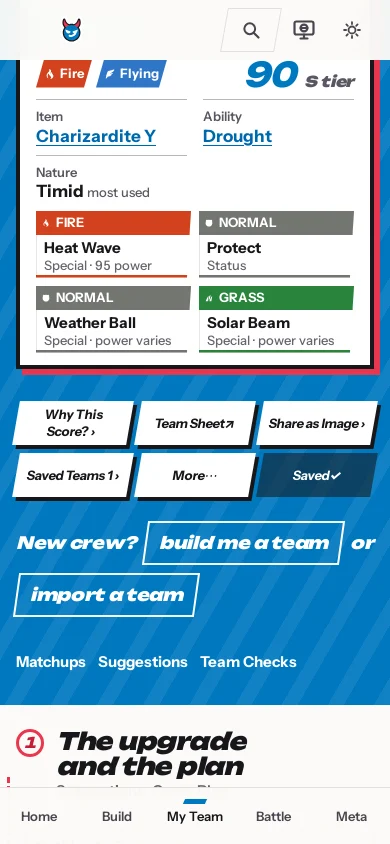 Fire Flying
90 S tier
Item
Charizardite Y
Ability
Drought
Nature
Timid most used
FIRE
Heat Wave
Special · 95 power
NORMAL
Protect
Status
NORMAL
Weather Ball
Special · power varies
GRASS
Solar Beam
Special · power varies
Why This
Score? ›
Team Sheet↗
Share as Image ›
Saved Teams 1 ›
More···
Saved✓
New crew? build me a team or
import a team
Matchups Suggestions Team Checks
1 The upgrade
and the plan
Home Build My Team Battle Meta